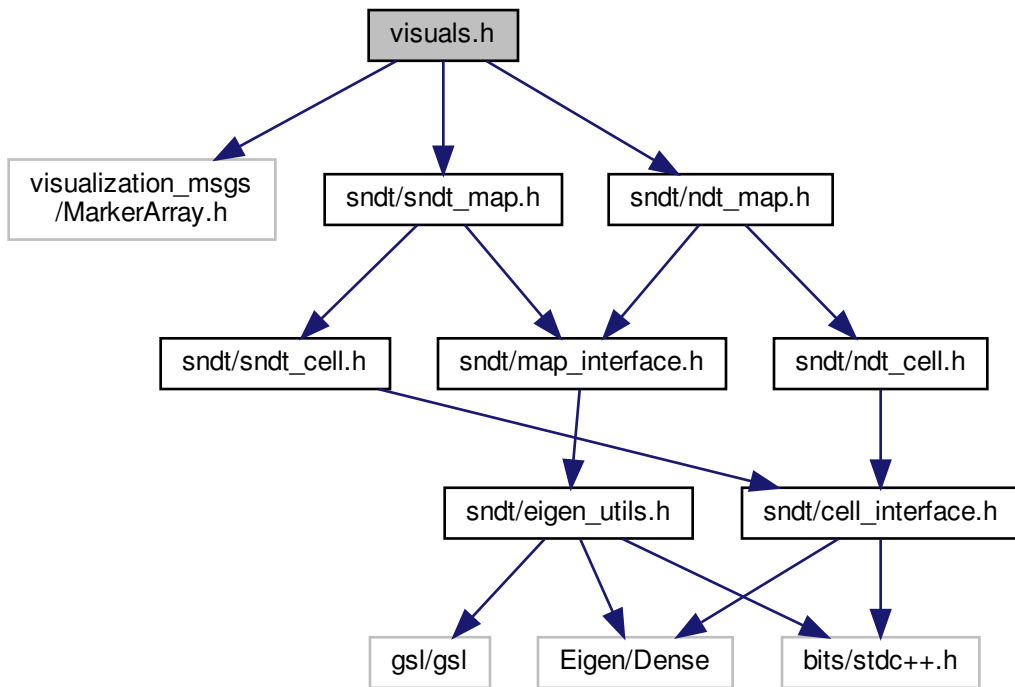 visuals.h
visualization_msgs
/MarkerArray.h
sndt/sndt_map.h
sndt/ndt_map.h
sndt/sndt_cell.h
sndt/map_interface.h
sndt/ndt_cell.h
sndt/eigen_utils.h
sndt/cell_interface.h
gsl/gsl
Eigen/Dense
bits/stdc++.h